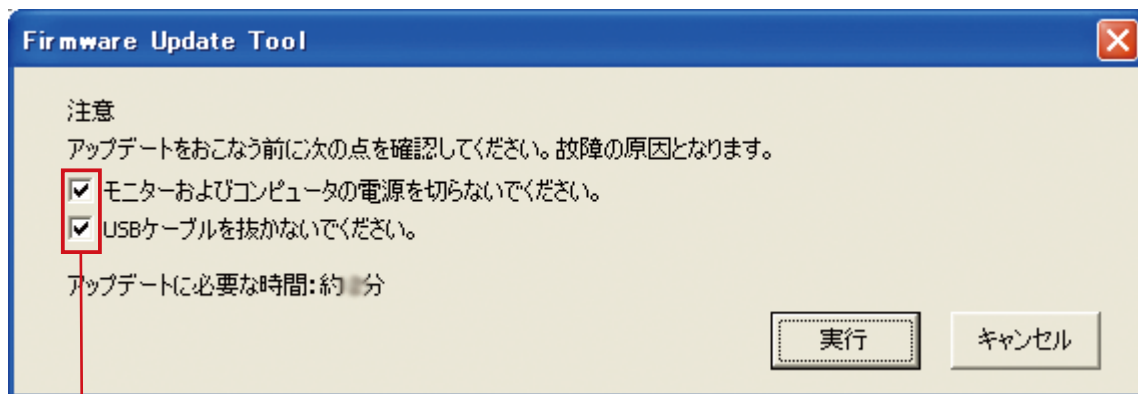 Firmware Update Tool
注意
アップデートをおこなう前に次の点を確認してください。故障の原因となります。
モニターおよびコンピュータの電源を切らないでください。
USBケーブルを抜かないでください。
アップデートに必要な時間:約 分
実行 キャンセル